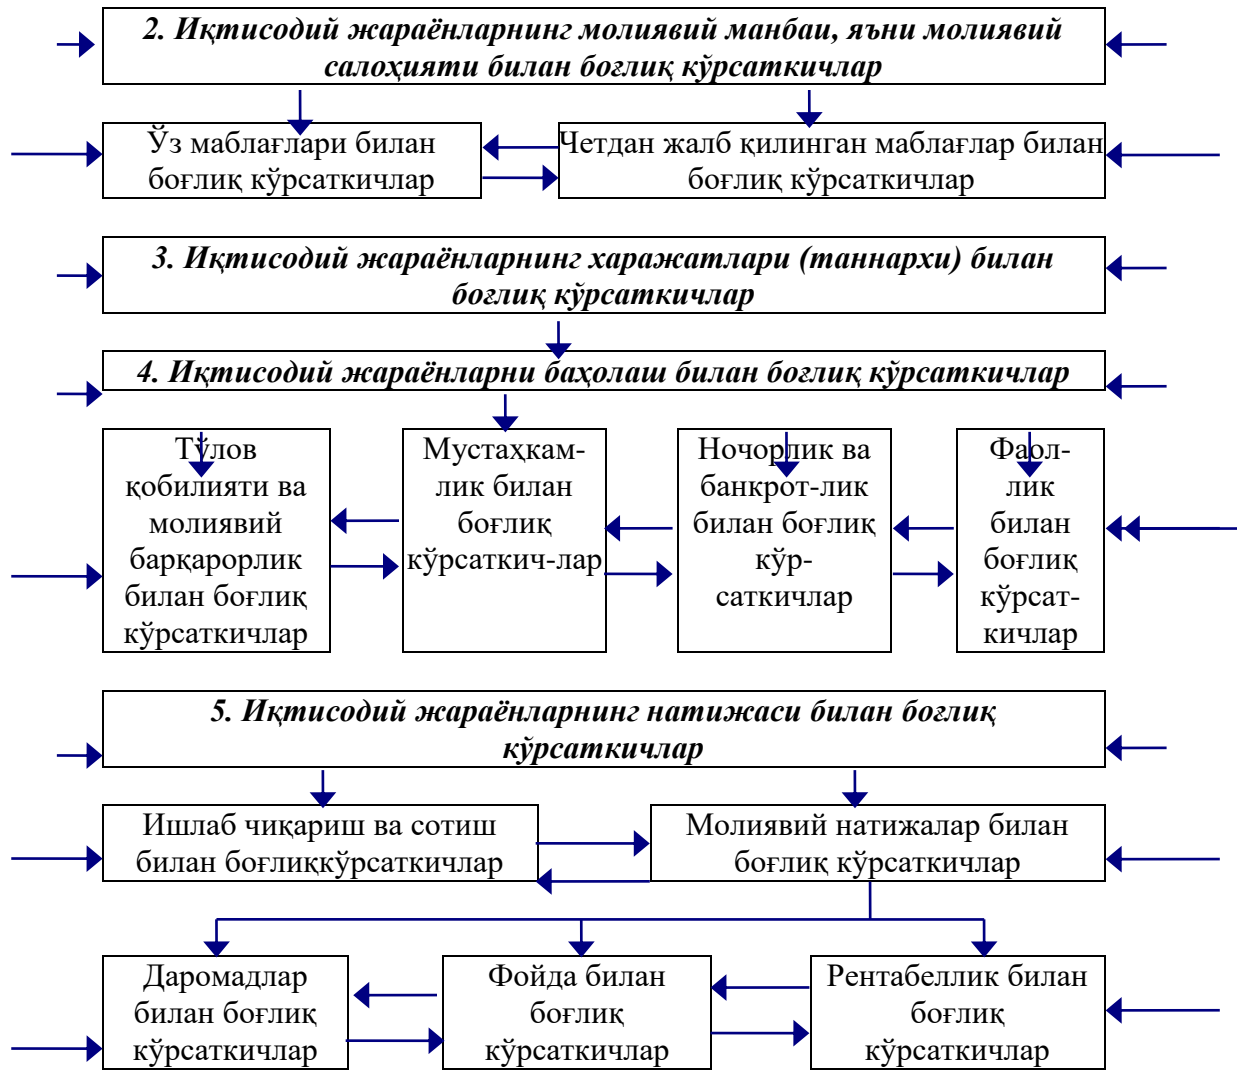 2. Иқтисодий жараёнларнинг молиявий манбаи, яъни молиявий
салоҳияти билан боғлиқ кўрсаткичлар
Ўз маблағлари билан
боғлиқ кўрсаткичлар
Четдан жалб қилинган маблағлар билан
боғлиқ кўрсаткичлар
3. Иқтисодий жараёнларнинг харажатлари (таннархи) билан
боғлиқ кўрсаткичлар
4. Иқтисодий жараёнларни баҳолаш билан боғлиқ кўрсаткичлар
Тўлов
қобилияти ва
молиявий
барқарорлик
билан боғлиқ
кўрсаткичлар
Мустаҳкам-
лик билан
боғлиқ
кўрсаткич-лар
Ночорлик ва
банкрот-лик
билан боғлиқ
кўр-
саткичлар
Фаол-
лик
билан
боғлиқ
кўрсат-
кичлар
5. Иқтисодий жараёнларнинг натижаси билан боғлиқ
кўрсаткичлар
Ишлаб чиқариш ва сотиш
билан боғлиқкўрсаткичлар
Молиявий натижалар билан
боғлиқ кўрсаткичлар
Даромадлар
билан боғлиқ
кўрсаткичлар
Фойда билан
боғлиқ
кўрсаткичлар
Рентабеллик билан
боғлиқ
кўрсаткичлар